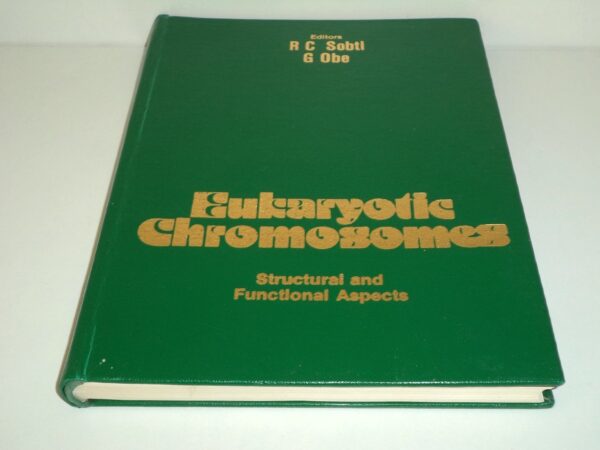 Editors
R C Sobti
G Obe
Eukaryotic
Chromosomes
Structural and
Functional Aspects